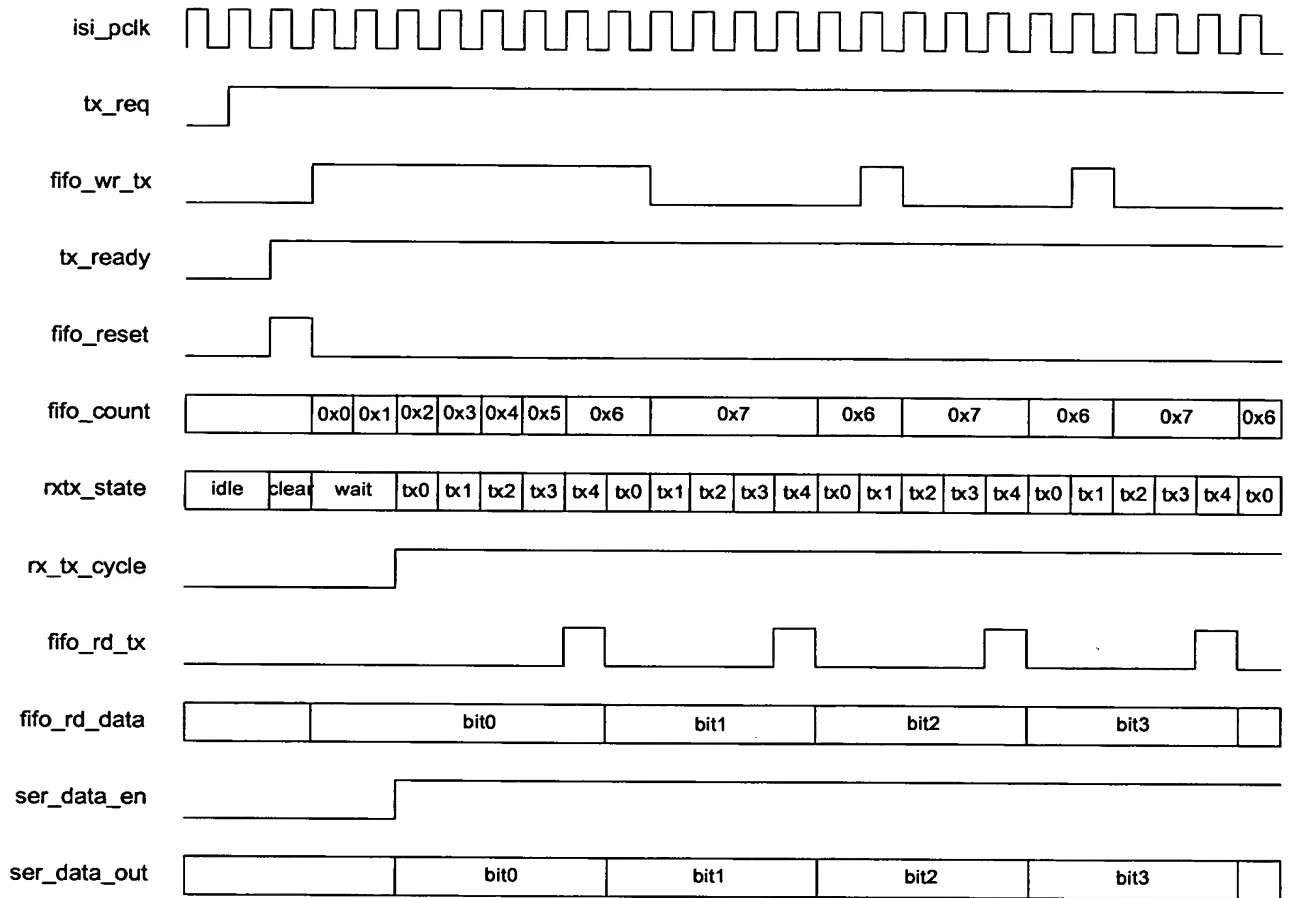 isi_pclk
tx_req
fifo_wr_tx
tx_ready
fifo_reset
fifo_count 0x0 0x1 0x2 0x3 0x4 0x5 0x6 0x7 0x6 0x7 0x6 0x7 0x6
rxtx_state idle clear wait tx0 tx1 tx2 tx3 tx4 tx0 tx1 tx2 tx3 tx4 tx0 tx1 tx2 tx3 tx4 tx0 tx1 tx2 tx3 tx4 tx0
rx_tx_cycle
fifo_rd_tx
fifo_rd_data bit0 bit1 bit2 bit3
ser_data_en
ser_data_out bit0 bit1 bit2 bit3